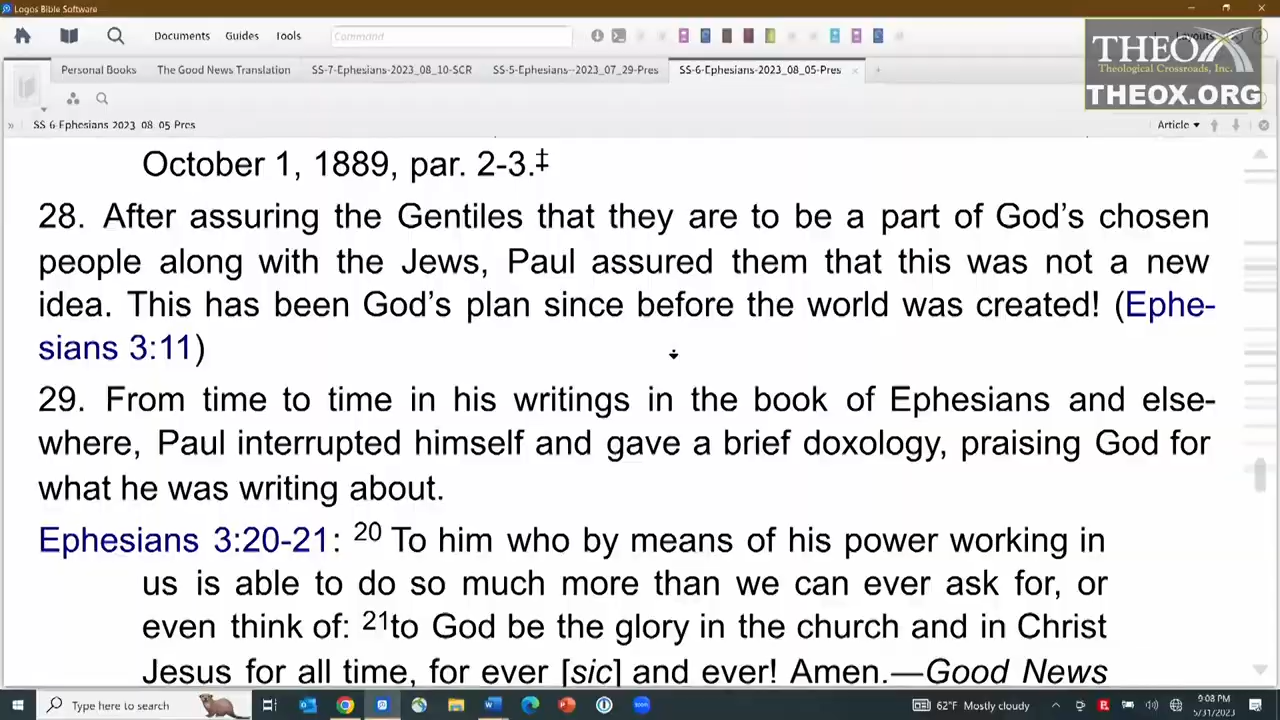 Logos Bible Software
Documents Guides Tools Command
THEOX
Theological Crossroads, Inc.
THEOX.ORG
Personal Books The Good News Translation SS-7-Ephesians-2023_0 SS-5-Ephesians--2023_07_29-Pres SS-6-Ephesians-2023_08_05-Pres
SS-6-Ephesians-2023_08_05-Pres Article
October 1, 1889, par. 2-3.‡
28. After assuring the Gentiles that they are to be a part of God’s chosen
people along with the Jews, Paul assured them that this was not a new
idea. This has been God’s plan since before the world was created! (Ephe-
sians 3:11)
29. From time to time in his writings in the book of Ephesians and else-
where, Paul interrupted himself and gave a brief doxology, praising God for
what he was writing about.
Ephesians 3:20-21: 20 To him who by means of his power working in
us is able to do so much more than we can ever ask for, or
even think of: 21to God be the glory in the church and in Christ
Jesus for all time, for ever [sic] and ever! Amen.—Good News
Type here to search
62°F Mostly cloudy
9:08 PM
5/31/2023